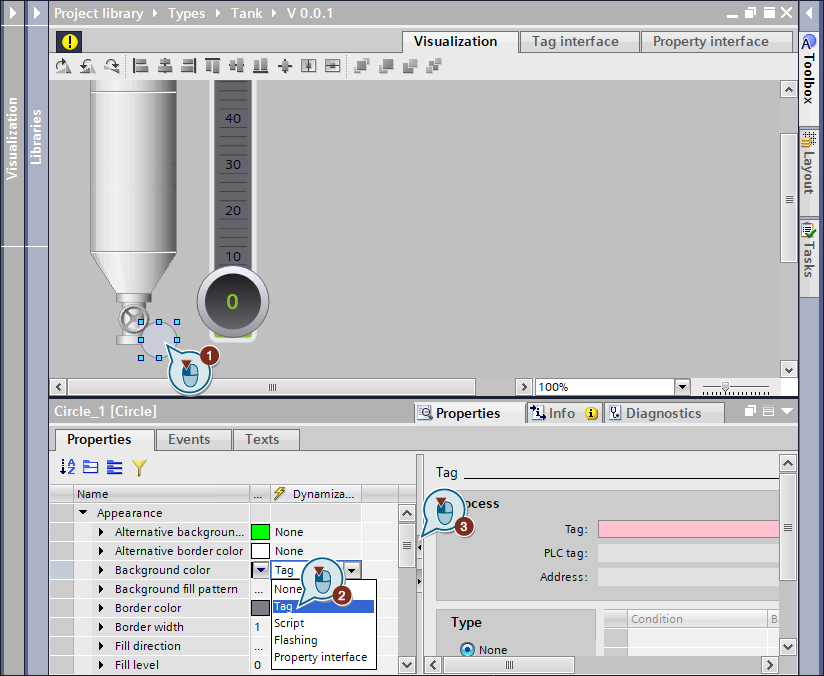 Project library › Types › Tank › V 0.0.1
Visualization
Tag interface
Property interface
Visualization
Libraries
Toolbox
Layout
Tasks
40
30
20
10
0
1
100%
Circle_1 [Circle]
Properties
Info
Diagnostics
Properties
Events
Texts
Name
...
Dynamiza...
Appearance
Alternative backgroun...
None
Alternative border color
None
Background color
Tag
Background fill pattern
...
None
2
Border color
Tag
Border width
1
Script
Fill direction
...
Flashing
Fill level
0
Property interface
Tag
ocess
3
Tag:
PLC tag:
Address:
Type
None
Condition
B